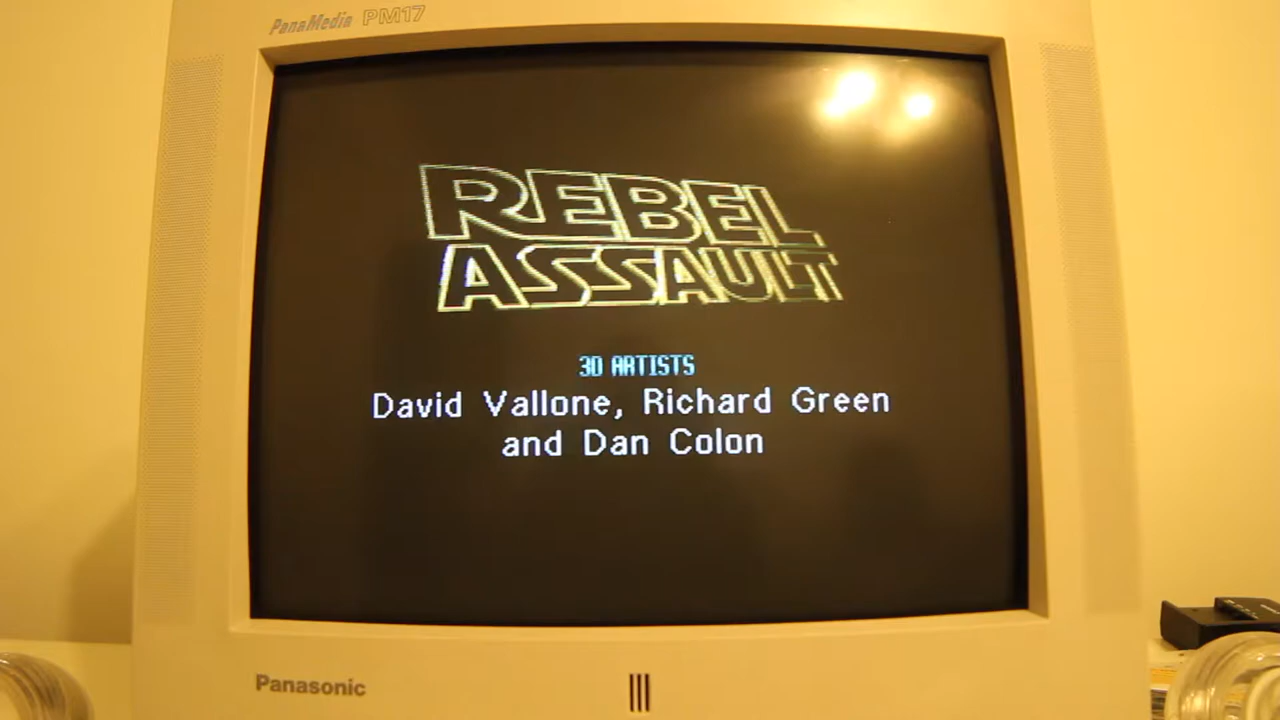 PanaMedia PM17
REBEL
ASSAULT
3D ARTISTS
David Vallone, Richard Green
and Dan Colon
Panasonic